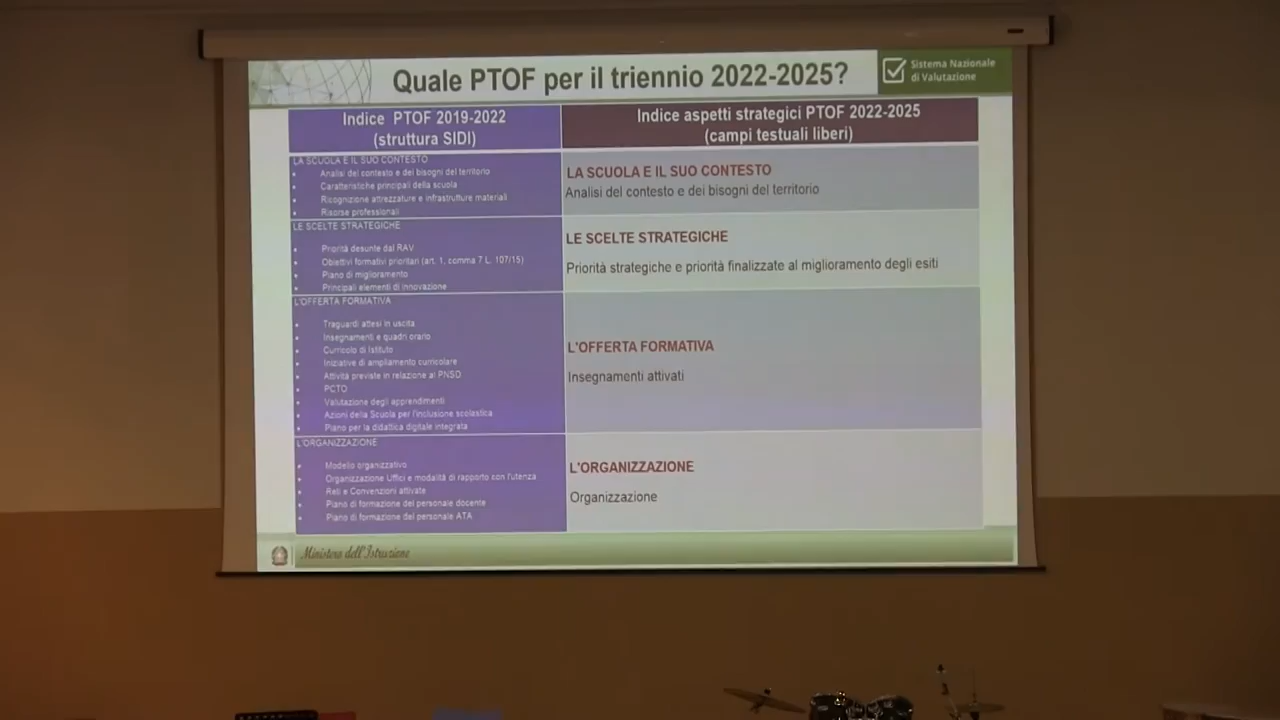 Quale PTOF per il triennio 2022-2025?
Sistema Nazionale
di Valutazione
Indice PTOF 2019-2022
(struttura SIDI)
Indice aspetti strategici PTOF 2022-2025
(campi testuali liberi)
LA SCUOLA E IL SUO CONTESTO
Analisi del contesto e dei bisogni del territorio
Caratteristiche principali della scuola
Ricognizione attrezzature e infrastrutture materiali
Risorse professionali
LA SCUOLA E IL SUO CONTESTO
Analisi del contesto e dei bisogni del territorio
LE SCELTE STRATEGICHE
Priorità desunte dal RAV
Obiettivi formativi prioritari (art. 1, comma 7 L. 107/15)
Piano di miglioramento
Principali elementi di innovazione
LE SCELTE STRATEGICHE
Priorità strategiche e priorità finalizzate al miglioramento degli esiti
L'OFFERTA FORMATIVA
Traguardi attesi in uscita
Insegnamenti e quadri orario
Curricolo di Istituto
Iniziative di ampliamento curricolare
Attività previste in relazione al PNSD
PCTO
Valutazione degli apprendimenti
Azioni della Scuola per l'inclusione scolastica
Piano per la didattica digitale integrata
L'OFFERTA FORMATIVA
Insegnamenti attivati
L'ORGANIZZAZIONE
Modello organizzativo
Organizzazione Uffici e modalità di rapporto con l'utenza
Reti e Convenzioni attivate
Piano di formazione del personale docente
Piano di formazione del personale ATA
L'ORGANIZZAZIONE
Organizzazione
Ministero dell'Istruzione